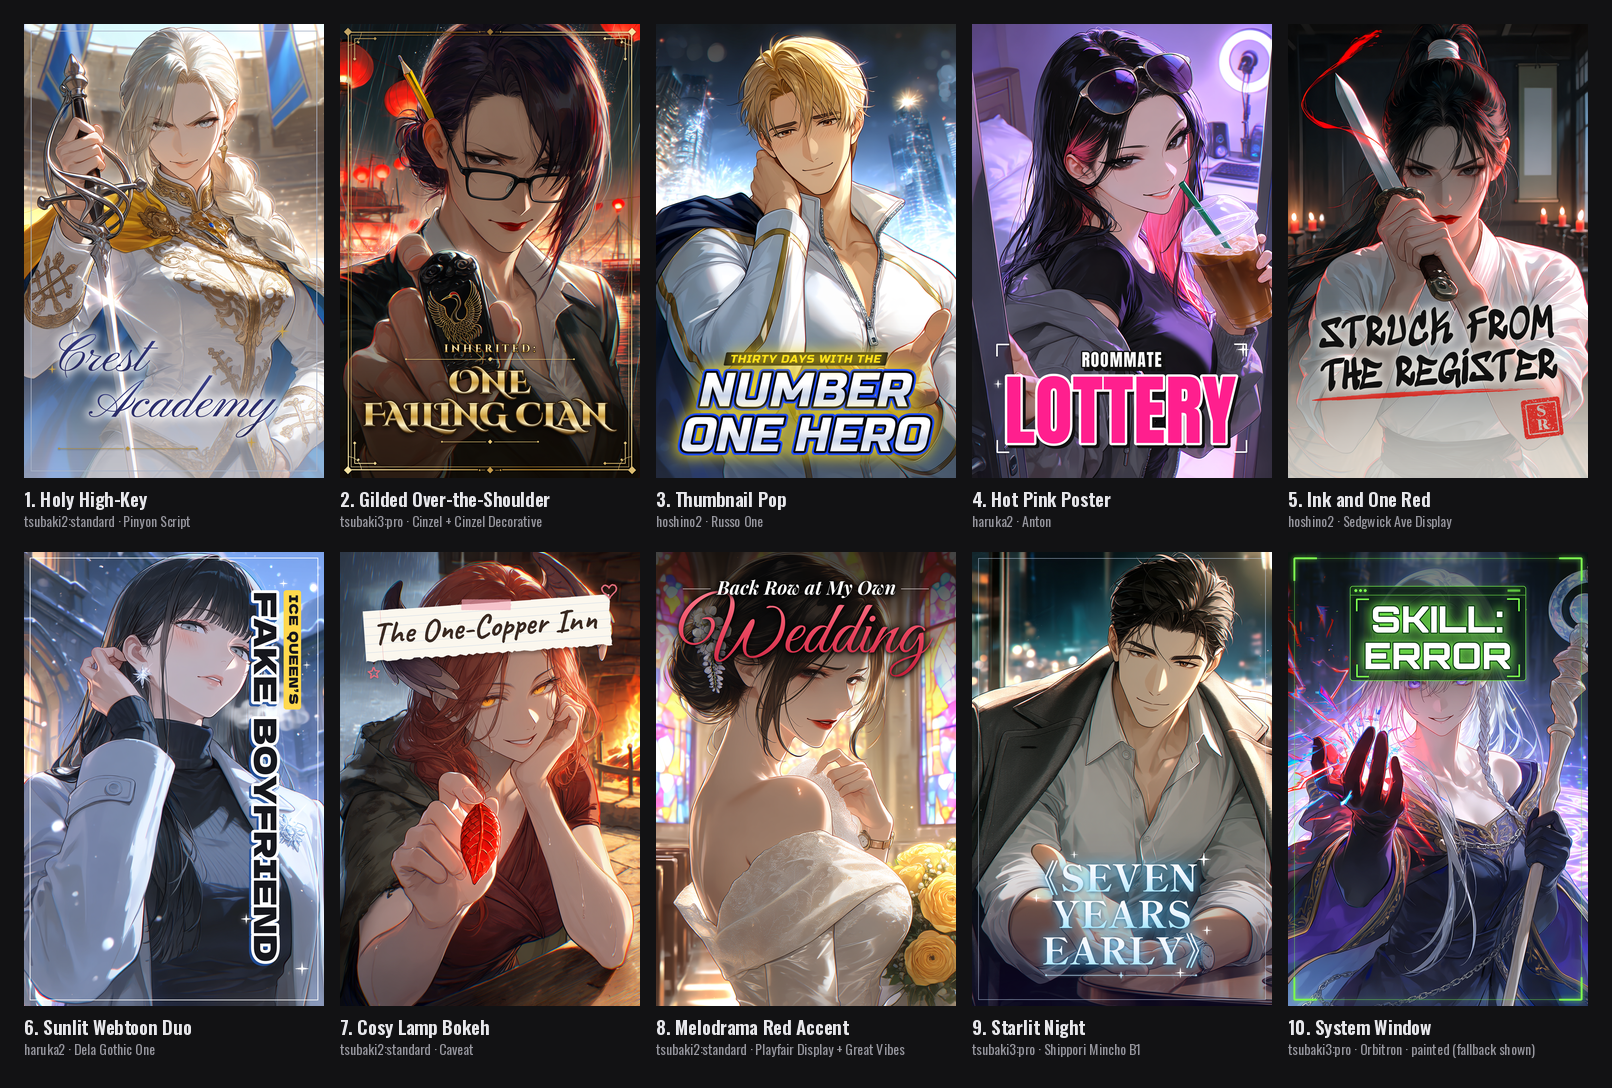 Crest
Academy
1. Holy High-Key
tsubaki2:standard · Pinyon Script
INHERITED:
ONE
FAILING CLAN
2. Gilded Over-the-Shoulder
tsubaki3:pro · Cinzel + Cinzel Decorative
THIRTY DAYS WITH THE
NUMBER
ONE HERO
3. Thumbnail Pop
hoshino2 · Russo One
ROOMMATE
LOTTERY
4. Hot Pink Poster
haruka2 · Anton
STRUCK FROM
THE REGISTER
S
R
5. Ink and One Red
hoshino2 · Sedgwick Ave Display
ICE QUEEN'S
FAKE BOYFRIEND
6. Sunlit Webtoon Duo
haruka2 · Dela Gothic One
The One-Copper Inn
7. Cosy Lamp Bokeh
tsubaki2:standard · Caveat
Back Row at My Own
Wedding
8. Melodrama Red Accent
tsubaki2:standard · Playfair Display + Great Vibes
《SEVEN
YEARS
EARLY》
9. Starlit Night
tsubaki3:pro · Shippori Mincho B1
SKILL:
ERROR
10. System Window
tsubaki3:pro · Orbitron · painted (fallback shown)